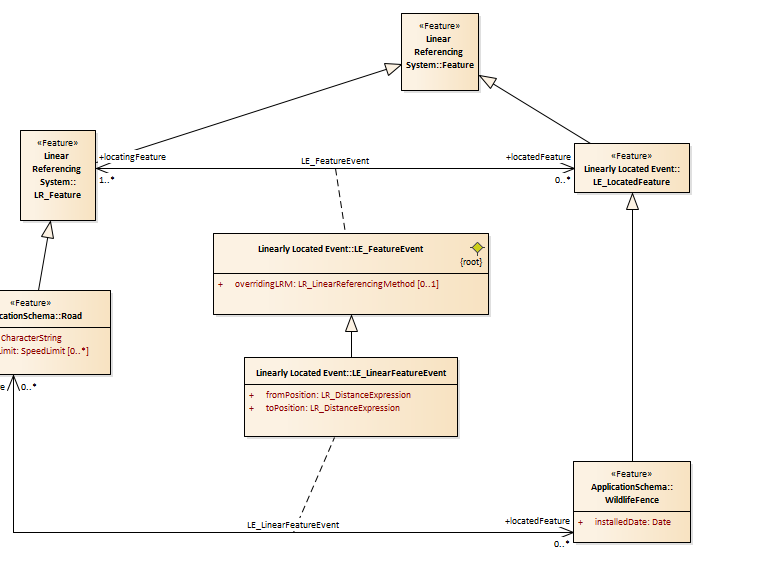 «Feature»
Linear
Referencing
System::Feature
«Feature»
Linear
Referencing
System::
LR_Feature
+locatingFeature
1..*
LE_FeatureEvent
+locatedFeature
0..*
«Feature»
Linearly Located Event::
LE_LocatedFeature
Linearly Located Event::LE_FeatureEvent
{root}
+ overridingLRM: LR_LinearReferencingMethod [0..1]
«Feature»
cationSchema::Road
CharacterString
imit: SpeedLimit [0..*]
e
0..*
Linearly Located Event::LE_LinearFeatureEvent
+ fromPosition: LR_DistanceExpression
+ toPosition: LR_DistanceExpression
LE_LinearFeatureEvent
+locatedFeature
0..*
«Feature»
ApplicationSchema::
WildlifeFence
+ installedDate: Date